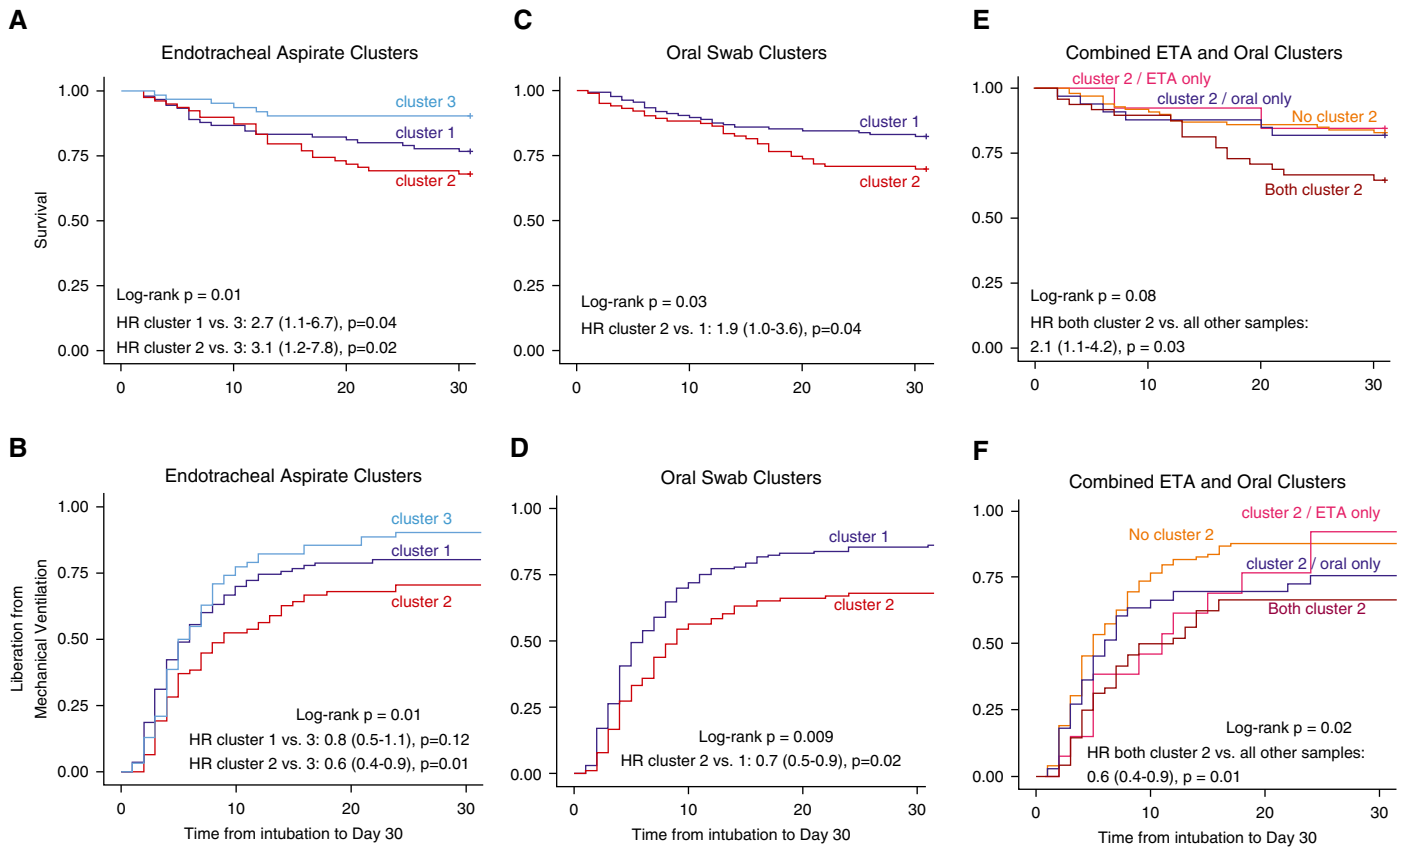 A
Endotracheal Aspirate Clusters
1.00
0.75
0.50
0.25
0.00
Survival
cluster 3
cluster 1
cluster 2
Log-rank p = 0.01
HR cluster 1 vs. 3: 2.7 (1.1-6.7), p=0.04
HR cluster 2 vs. 3: 3.1 (1.2-7.8), p=0.02
0 10 20 30
C
Oral Swab Clusters
1.00
0.75
0.50
0.25
0.00
cluster 1
cluster 2
Log-rank p = 0.03
HR cluster 2 vs. 1: 1.9 (1.0-3.6), p=0.04
0 10 20 30
E
Combined ETA and Oral Clusters
1.00
0.75
0.50
0.25
0.00
cluster 2 / ETA only
cluster 2 / oral only
No cluster 2
Both cluster 2
Log-rank p = 0.08
HR both cluster 2 vs. all other samples:
2.1 (1.1-4.2), p = 0.03
0 10 20 30
B
Endotracheal Aspirate Clusters
1.00
0.75
0.50
0.25
0.00
Liberation from
Mechanical Ventilation
cluster 3
cluster 1
cluster 2
Log-rank p = 0.01
HR cluster 1 vs. 3: 0.8 (0.5-1.1), p=0.12
HR cluster 2 vs. 3: 0.6 (0.4-0.9), p=0.01
0 10 20 30
Time from intubation to Day 30
D
Oral Swab Clusters
1.00
0.75
0.50
0.25
0.00
cluster 1
cluster 2
Log-rank p = 0.009
HR cluster 2 vs. 1: 0.7 (0.5-0.9), p=0.02
0 10 20 30
Time from intubation to Day 30
F
Combined ETA and Oral Clusters
1.00
0.75
0.50
0.25
0.00
cluster 2 / ETA only
No cluster 2
cluster 2 / oral only
Both cluster 2
Log-rank p = 0.02
HR both cluster 2 vs. all other samples:
0.6 (0.4-0.9), p = 0.01
0 10 20 30
Time from intubation to Day 30